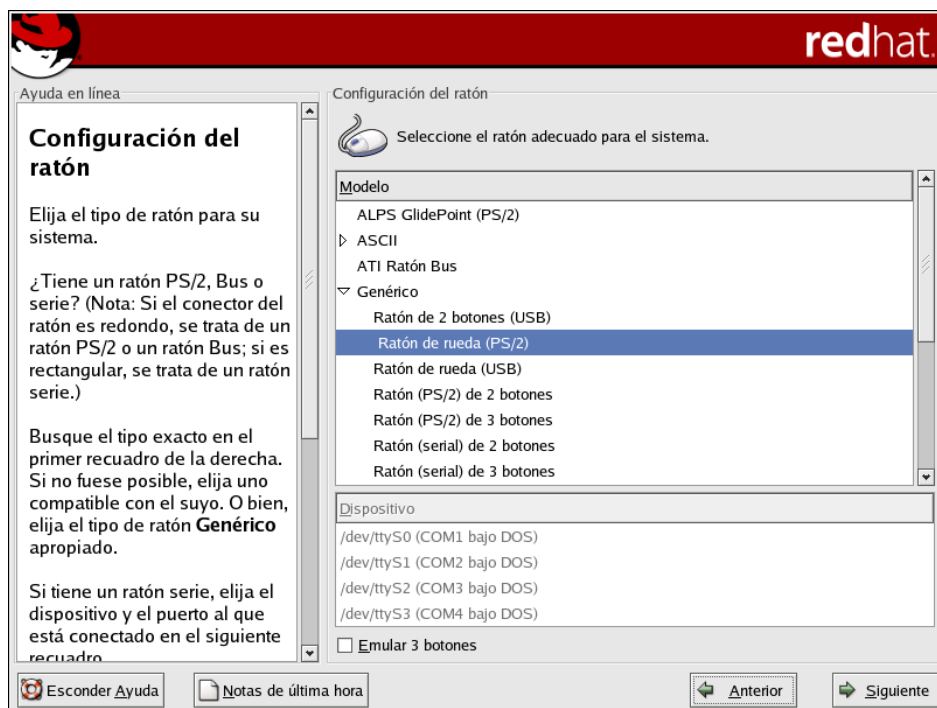 redhat.
Ayuda en línea
Configuración del
ratón
Elija el tipo de ratón para su
sistema.
¿Tiene un ratón PS/2, Bus o
serie? (Nota: Si el conector del
ratón es redondo, se trata de un
ratón PS/2 o un ratón Bus; si es
rectangular, se trata de un ratón
serie.)
Busque el tipo exacto en el
primer recuadro de la derecha.
Si no fuese posible, elija uno
compatible con el suyo. O bien,
elija el tipo de ratón Genérico
apropiado.
Si tiene un ratón serie, elija el
dispositivo y el puerto al que
está conectado en el siguiente
recuadro
Configuración del ratón
Seleccione el ratón adecuado para el sistema.
Modelo
ALPS GlidePoint (PS/2)
ASCII
ATI Ratón Bus
Genérico
Ratón de 2 botones (USB)
Ratón de rueda (PS/2)
Ratón de rueda (USB)
Ratón (PS/2) de 2 botones
Ratón (PS/2) de 3 botones
Ratón (serial) de 2 botones
Ratón (serial) de 3 botones
Dispositivo
/dev/ttyS0 (COM1 bajo DOS)
/dev/ttyS1 (COM2 bajo DOS)
/dev/ttyS2 (COM3 bajo DOS)
/dev/ttyS3 (COM4 bajo DOS)
Emular 3 botones
Esconder Ayuda
Notas de última hora
Anterior
Siguiente